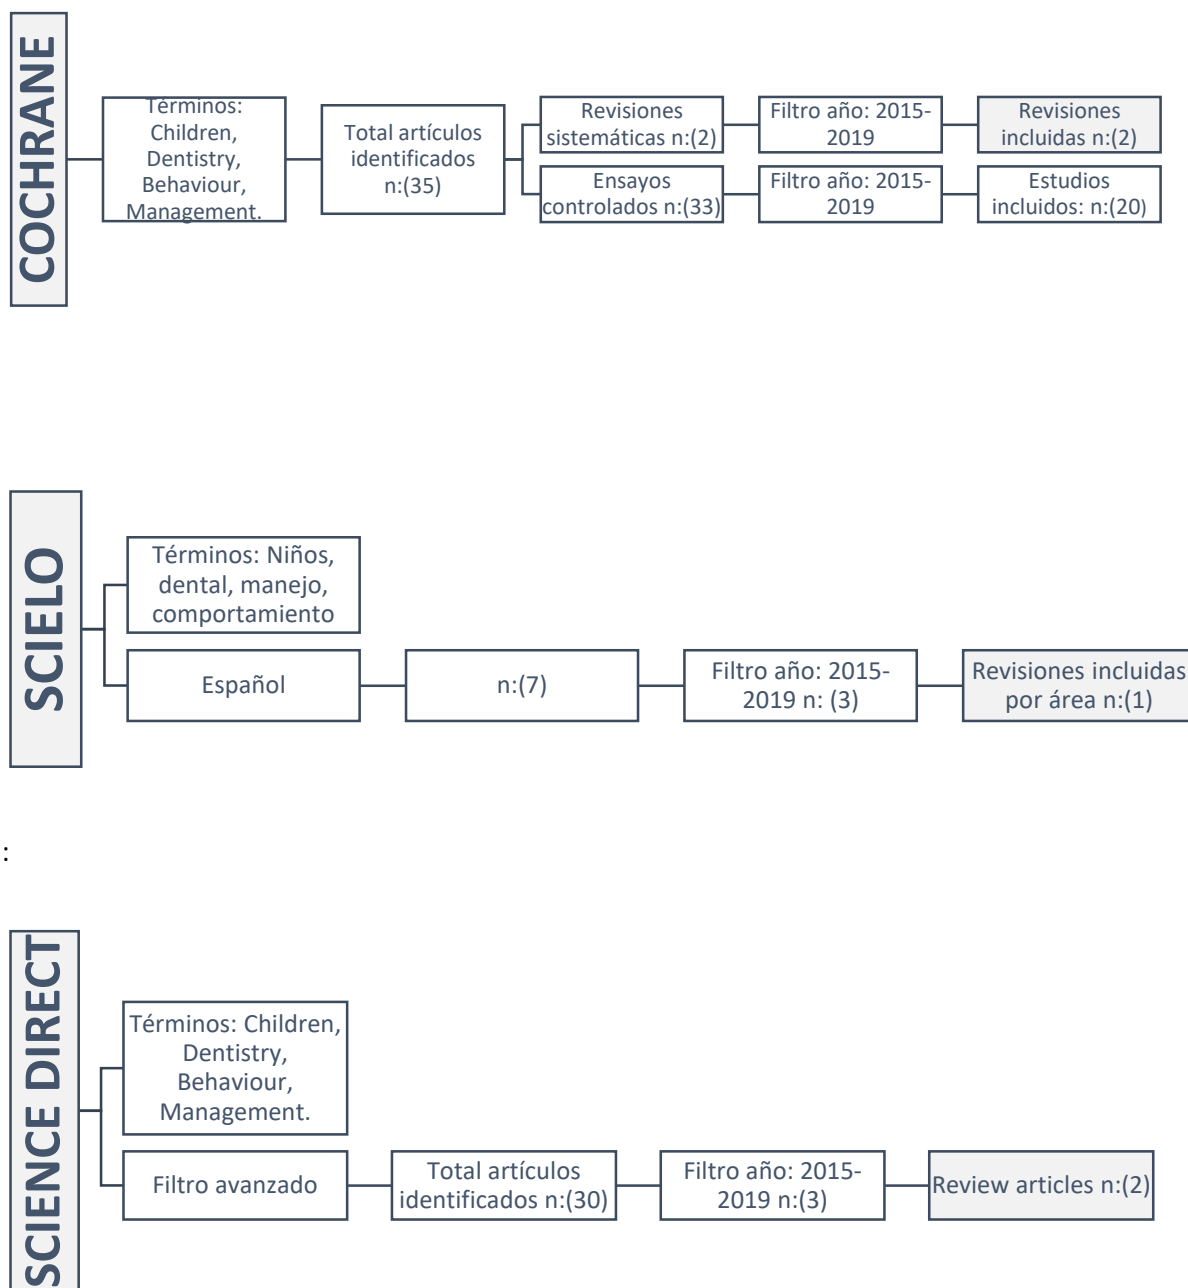 COCHRANE
Términos:
Children,
Dentistry,
Behaviour,
Management.
Total artículos
identificados
n:(35)
Revisiones
sistemáticas n:(2)
Filtro año: 2015-
2019
Revisiones
incluidas n:(2)
Ensayos
controlados n:(33)
Filtro año: 2015-
2019
Estudios
incluidos: n:(20)
SCIELO
Términos: Niños,
dental, manejo,
comportamiento
Español
n:(7)
Filtro año: 2015-
2019 n: (3)
Revisiones incluidas
por área n:(1)
:
SCIENCE DIRECT
Términos: Children,
Dentistry,
Behaviour,
Management.
Filtro avanzado
Total artículos
identificados n:(30)
Filtro año: 2015-
2019 n:(3)
Review articles n:(2)